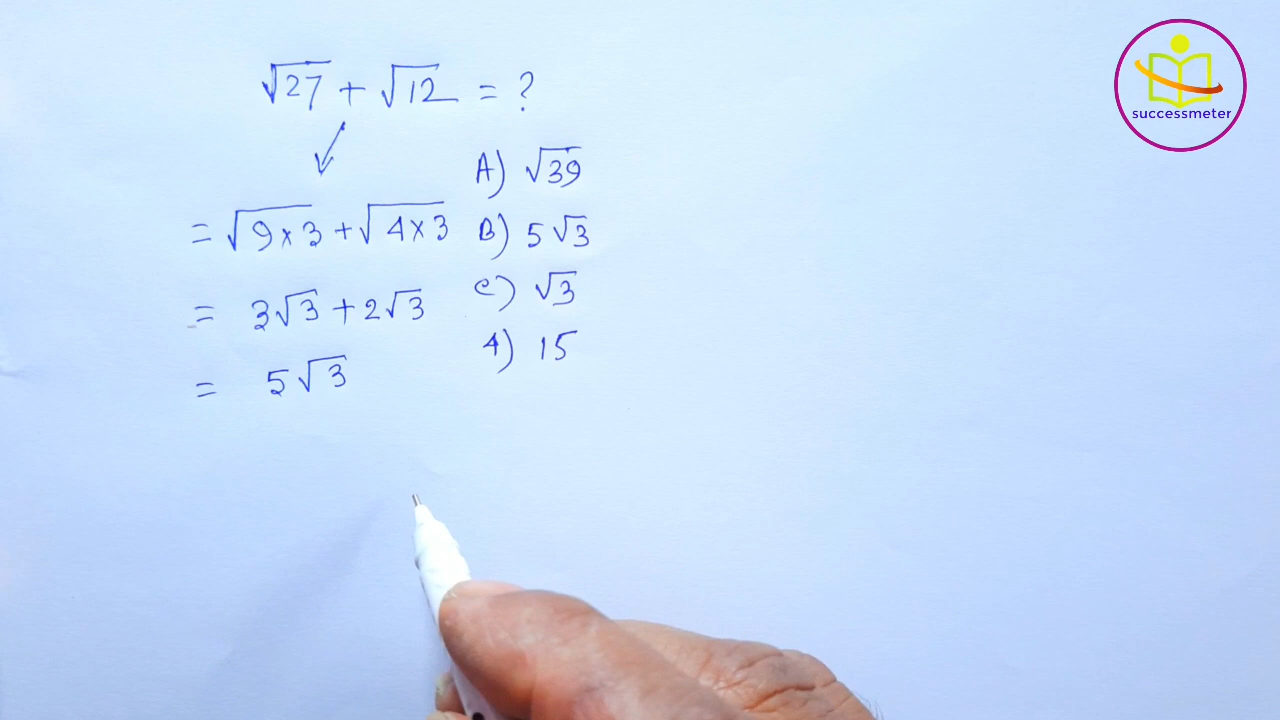 √27 + √12 = ?
= √9×3 + √4×3
= 3√3 + 2√3
= 5√3
A) √39
B) 5√3
C) √3
4) 15
successmeter